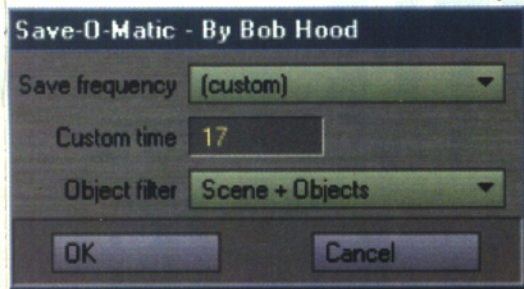 Save-O-Matic - By Bob Hood
Save frequency (custom)
Custom time 17
Object filter Scene + Objects
OK Cancel